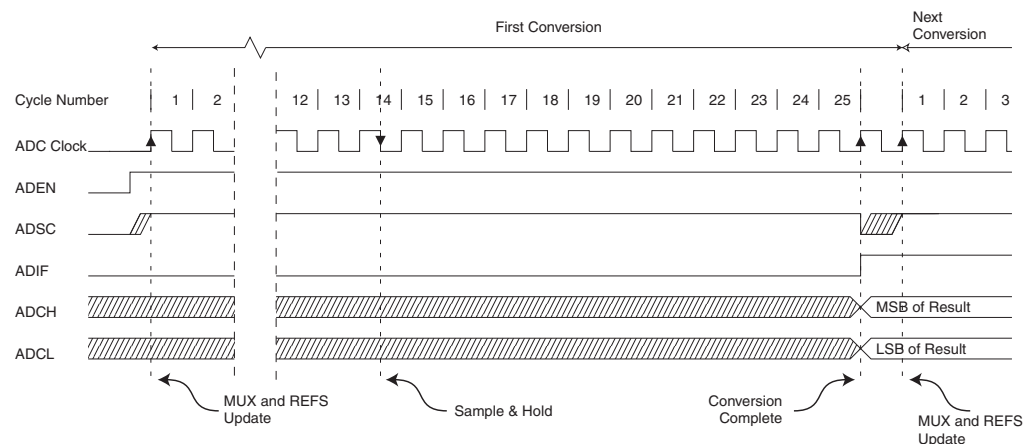 First Conversion
Next
Conversion
Cycle Number 1 2 12 13 14 15 16 17 18 19 20 21 22 23 24 25 1 2 3
ADC Clock
ADEN
ADSC
ADIF
ADCH MSB of Result
ADCL LSB of Result
MUX and REFS
Update
Sample & Hold
Conversion
Complete
MUX and REFS
Update